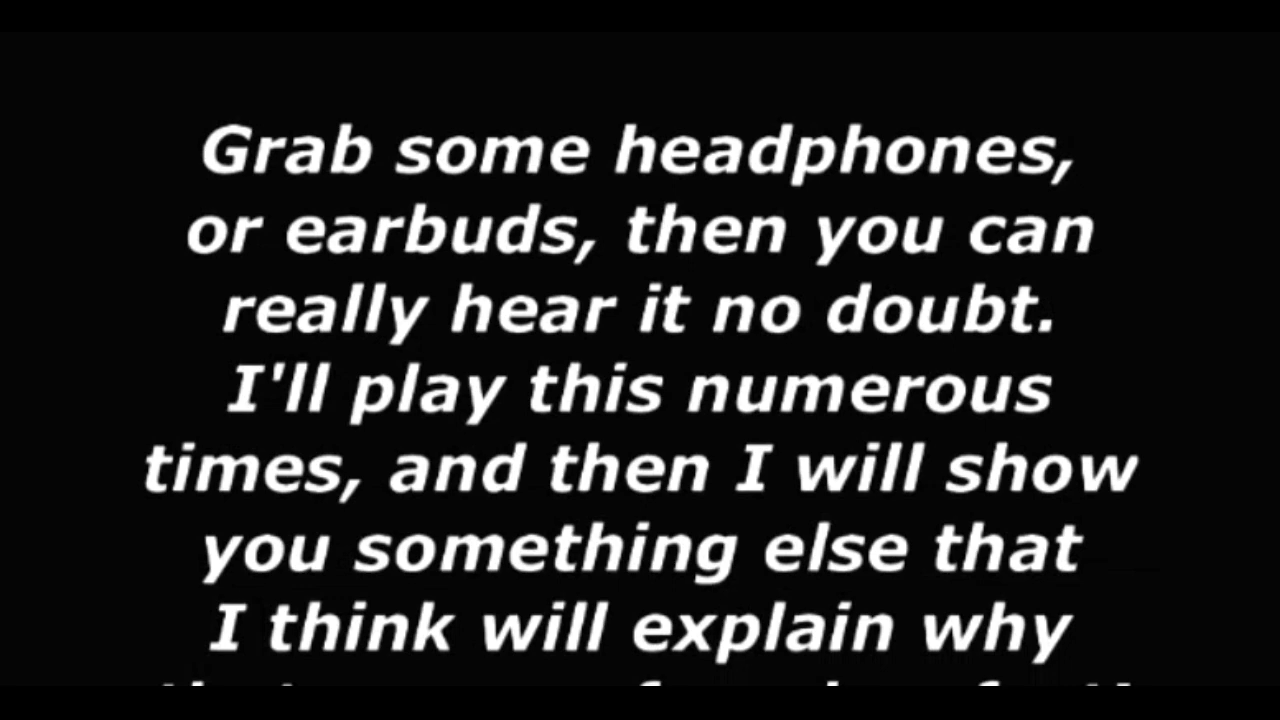 Grab some headphones,
or earbuds, then you can
really hear it no doubt.
I'll play this numerous
times, and then I will show
you something else that
I think will explain why